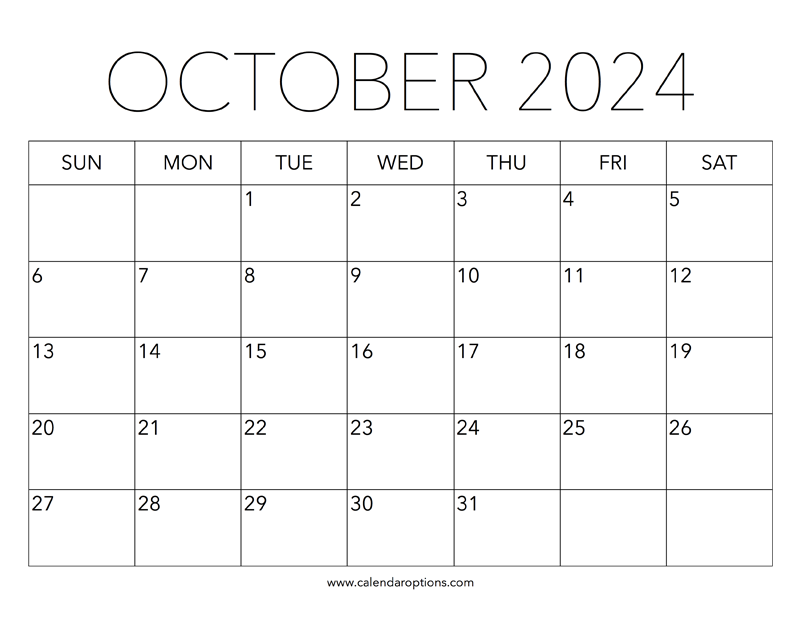 OCTOBER 2024
SUN MON TUE WED THU FRI SAT
1 2 3 4 5
6 7 8 9 10 11 12
13 14 15 16 17 18 19
20 21 22 23 24 25 26
27 28 29 30 31
www.calendaroptions.com